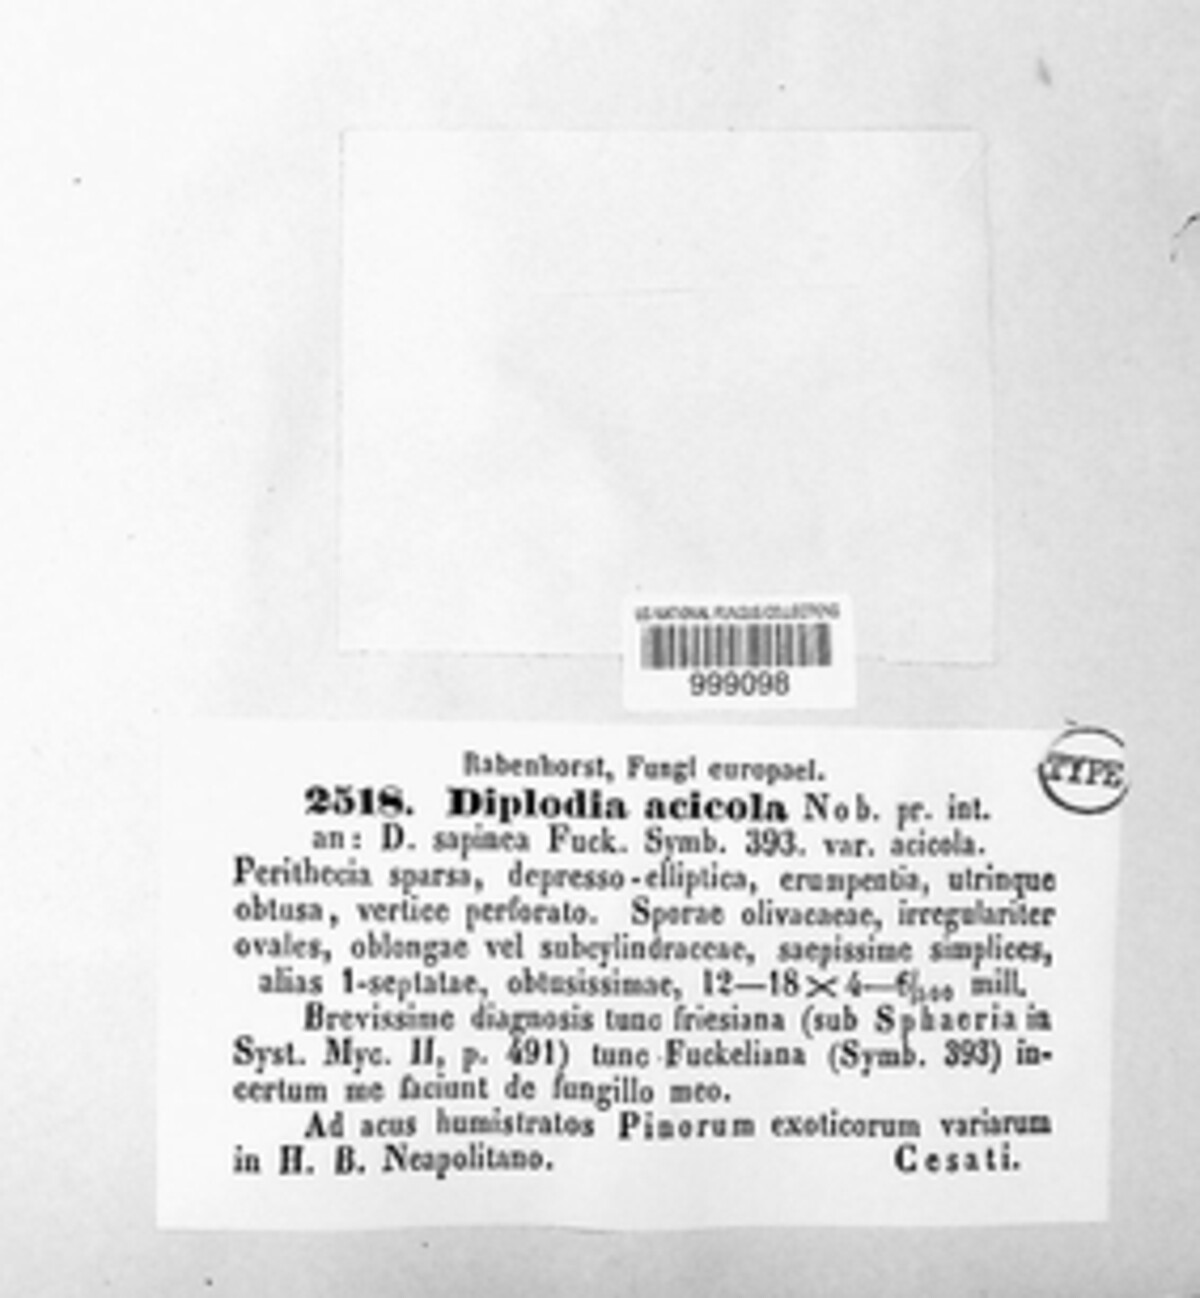 US NATIONAL FUNGUS COLLECTIONS
999098
Rabenhorst, Fungi europaei.
TYPE
2518. Diplodia acicola Nob. pr. int.
an: D. sapinea Fuck. Symb. 393. var. acicola.
Perithecia sparsa, depresso-elliptica, erumpentia, utrinque
obtusa, vertice perforato. Sporae olivaceae, irregulariter
ovales, oblongae vel subcylindraceae, saepissime simplices,
alias 1-septatae, obtusissimae, 12—18×4—6/100 mill.
Brevissime diagnosis tunc friesiana (sub Sphaeria in
Syst. Myc. II, p. 491) tunc Fuckeliana (Symb. 393) in-
certum me faciunt de fungillo meo.
Ad acus humistratos Pinorum exoticorum variarum
in H. B. Neapolitano. Cesati.